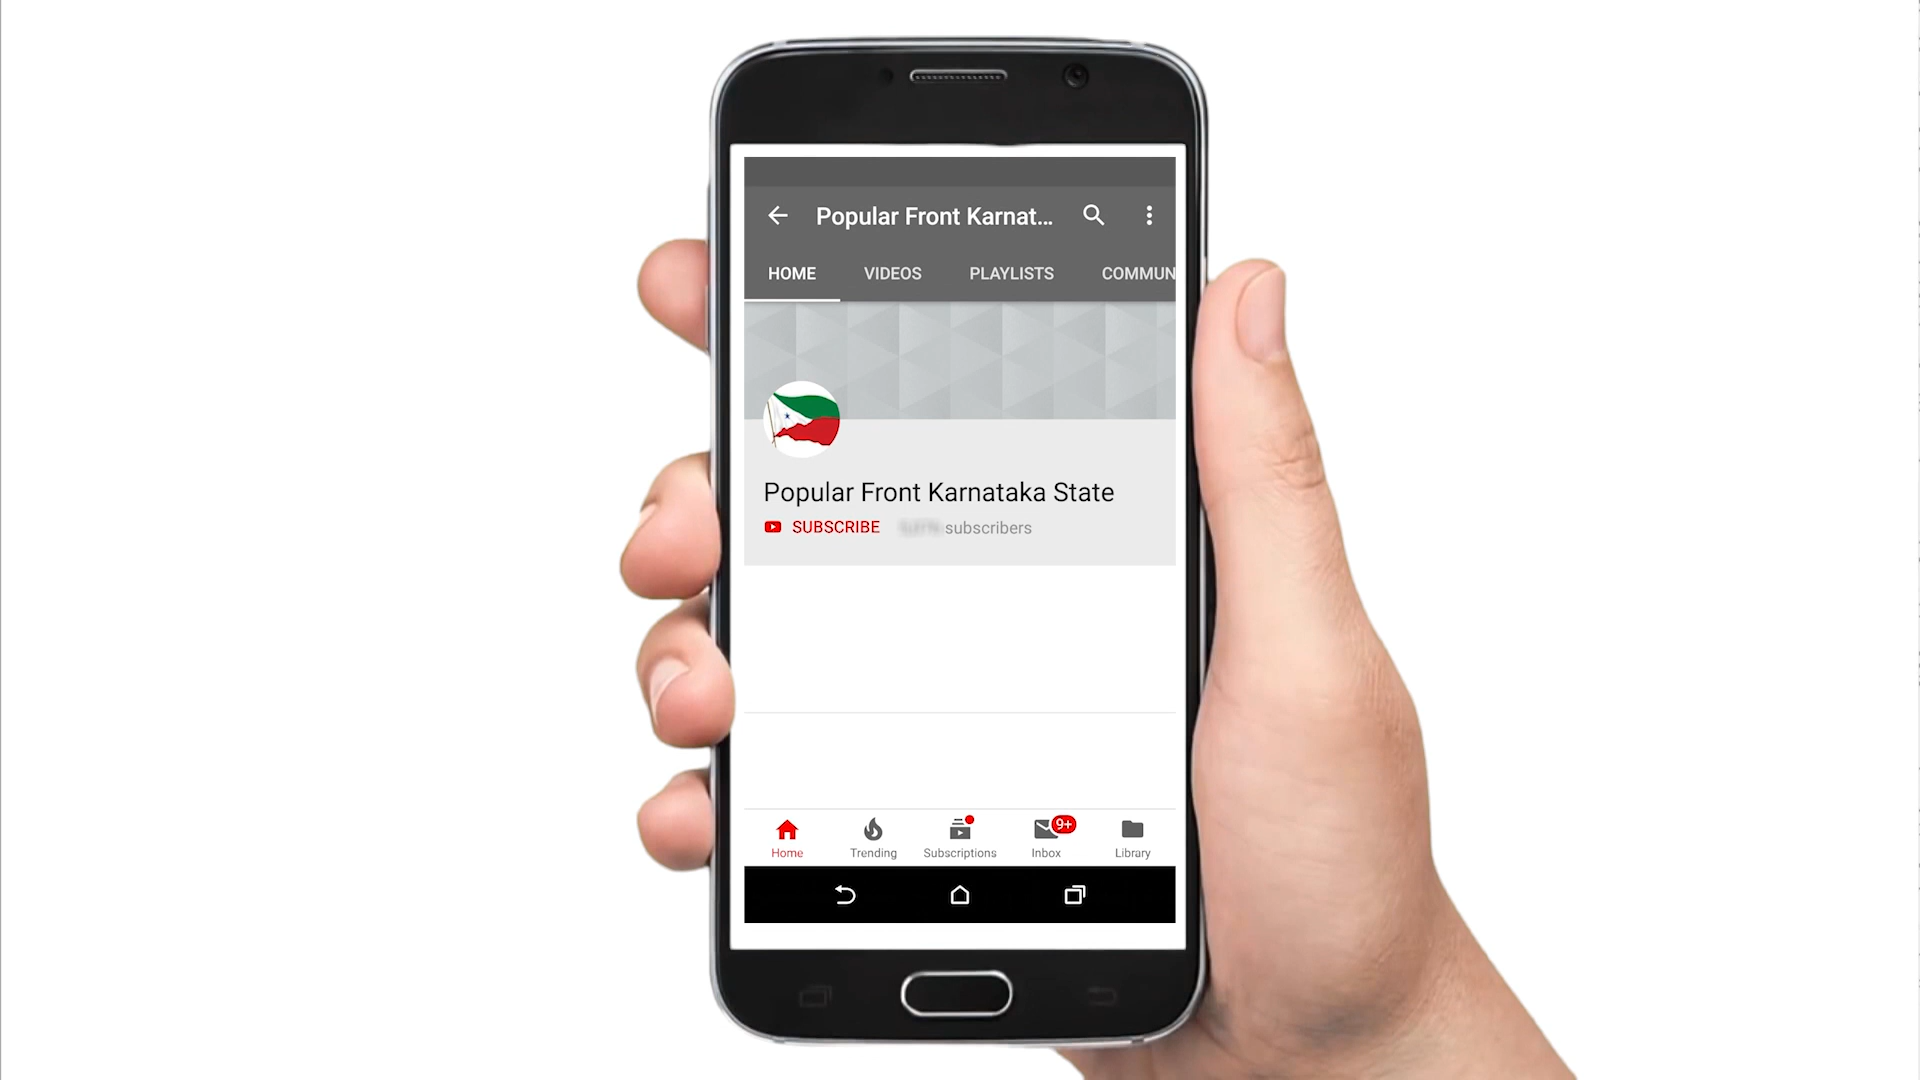 Popular Front Karnat...
HOME VIDEOS PLAYLISTS COMMUN
Popular Front Karnataka State
SUBSCRIBE subscribers
9+
Home Trending Subscriptions Inbox Library